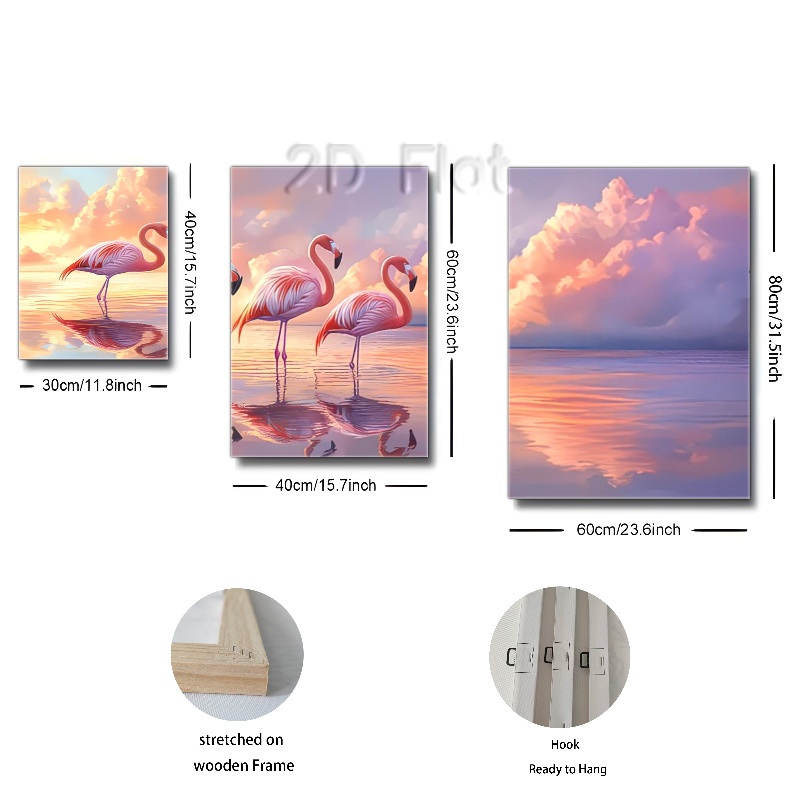 2D Flat
40cm/15.7inch
30cm/11.8inch
60cm/23.6inch
40cm/15.7inch
80cm/31.5inch
60cm/23.6inch
stretched on
wooden Frame
Hook
Ready to Hang